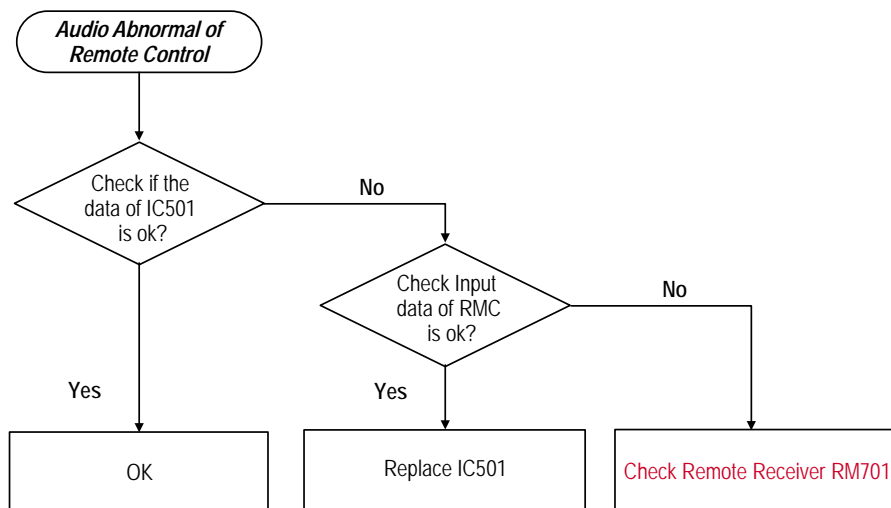 Audio Abnormal of
Remote Control
Check if the
data of IC501
is ok?
No
Check Input
data of RMC
is ok?
No
Yes
Yes
OK
Replace IC501
Check Remote Receiver RM701